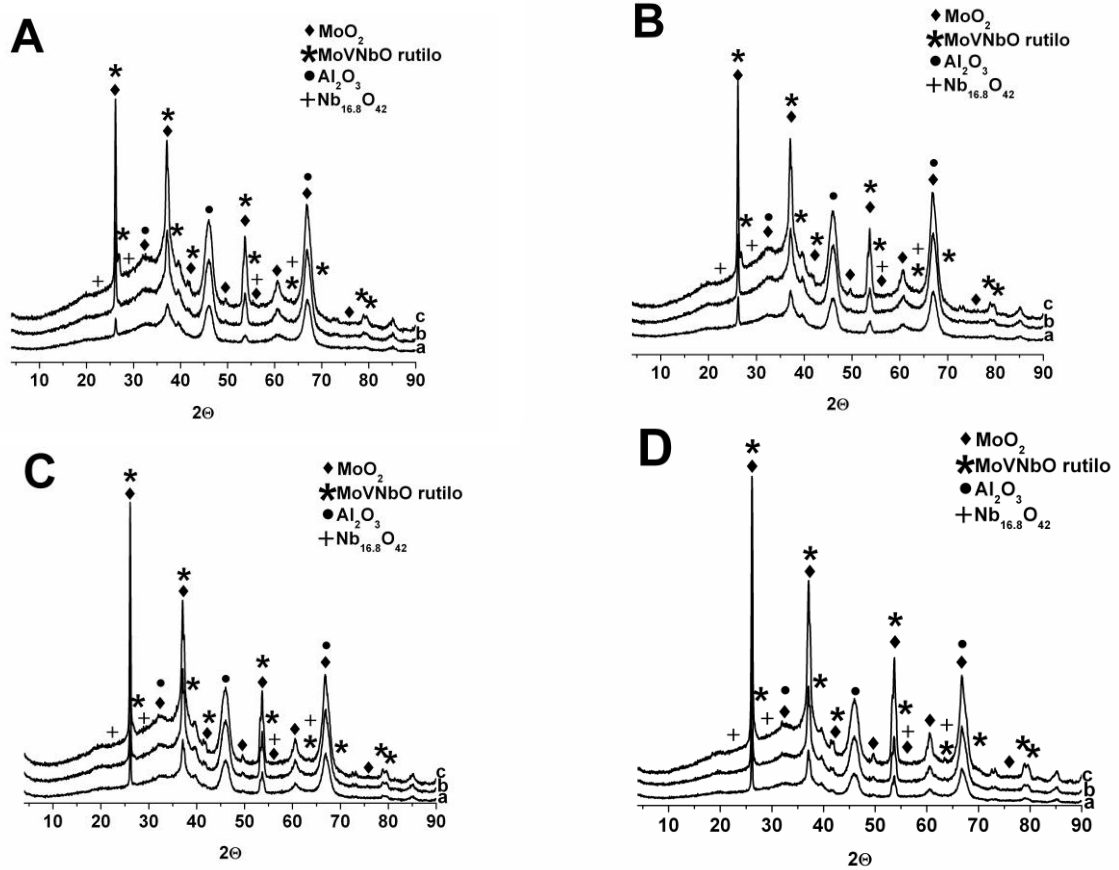 A
♦ MoO₂
* MoVNbO rutilo
● Al₂O₃
+ Nb₁₆.₈O₄₂
c
b
a
10 20 30 40 50 60 70 80 90
2Θ
B
♦ MoO₂
* MoVNbO rutilo
● Al₂O₃
+ Nb₁₆.₈O₄₂
c
b
a
10 20 30 40 50 60 70 80 90
2Θ
C
♦ MoO₂
* MoVNbO rutilo
● Al₂O₃
+ Nb₁₆.₈O₄₂
c
b
a
10 20 30 40 50 60 70 80 90
2Θ
D
♦ MoO₂
* MoVNbO rutilo
● Al₂O₃
+ Nb₁₆.₈O₄₂
c
b
a
10 20 30 40 50 60 70 80 90
2Θ